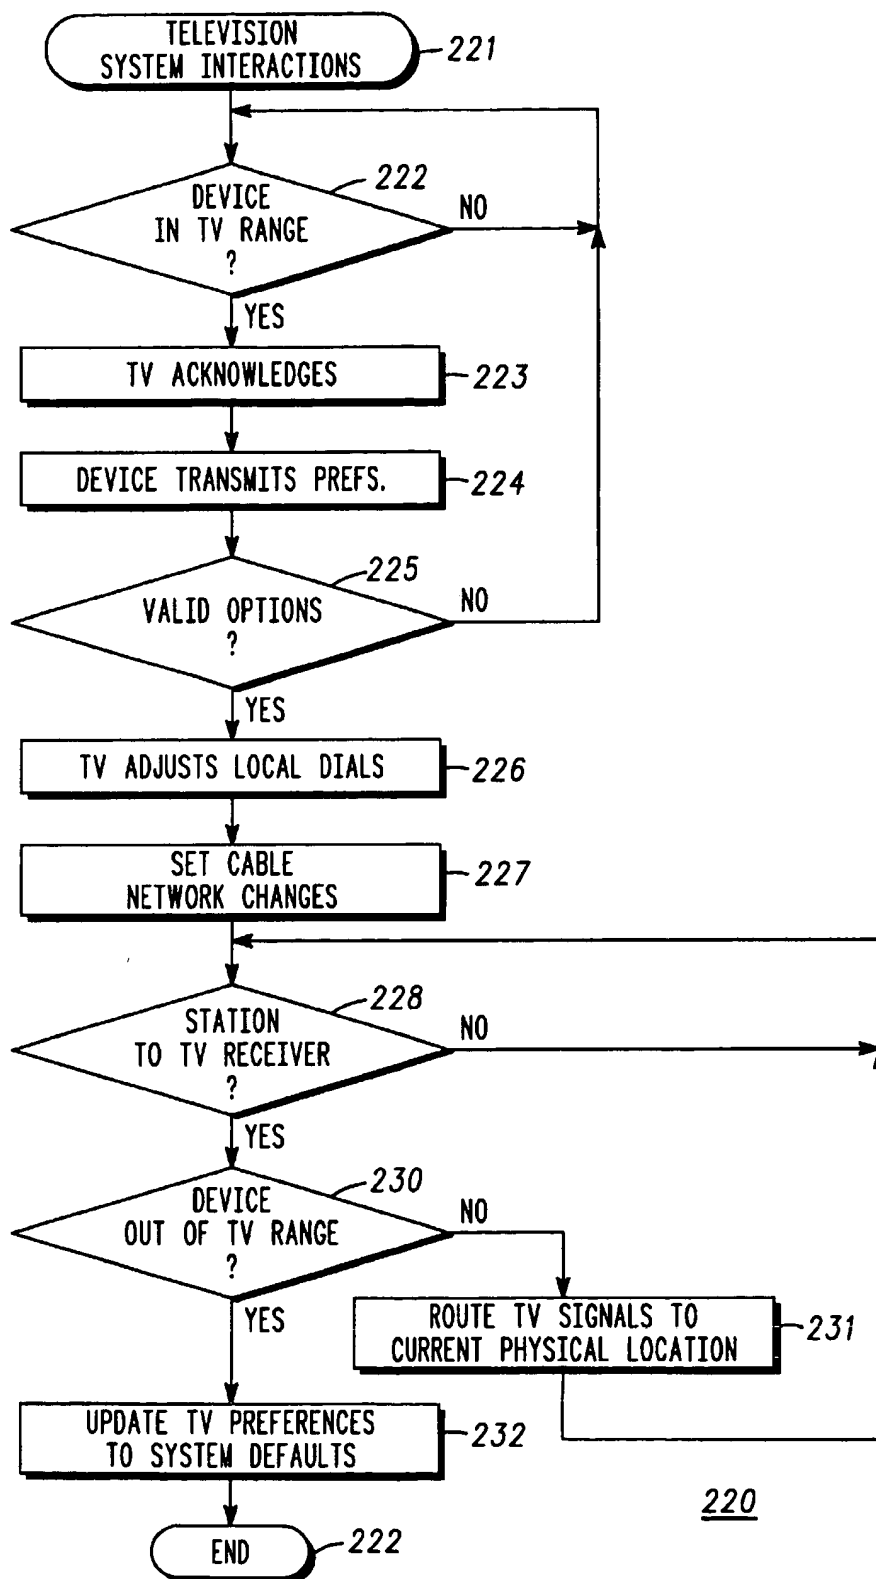 TELEVISION
SYSTEM INTERACTIONS
221
DEVICE
IN TV RANGE
?
222
NO
YES
TV ACKNOWLEDGES
223
DEVICE TRANSMITS PREFS.
224
VALID OPTIONS
?
225
NO
YES
TV ADJUSTS LOCAL DIALS
226
SET CABLE
NETWORK CHANGES
227
STATION
TO TV RECEIVER
?
228
NO
YES
DEVICE
OUT OF TV RANGE
?
230
NO
YES
ROUTE TV SIGNALS TO
CURRENT PHYSICAL LOCATION
231
UPDATE TV PREFERENCES
TO SYSTEM DEFAULTS
232
220
END
222